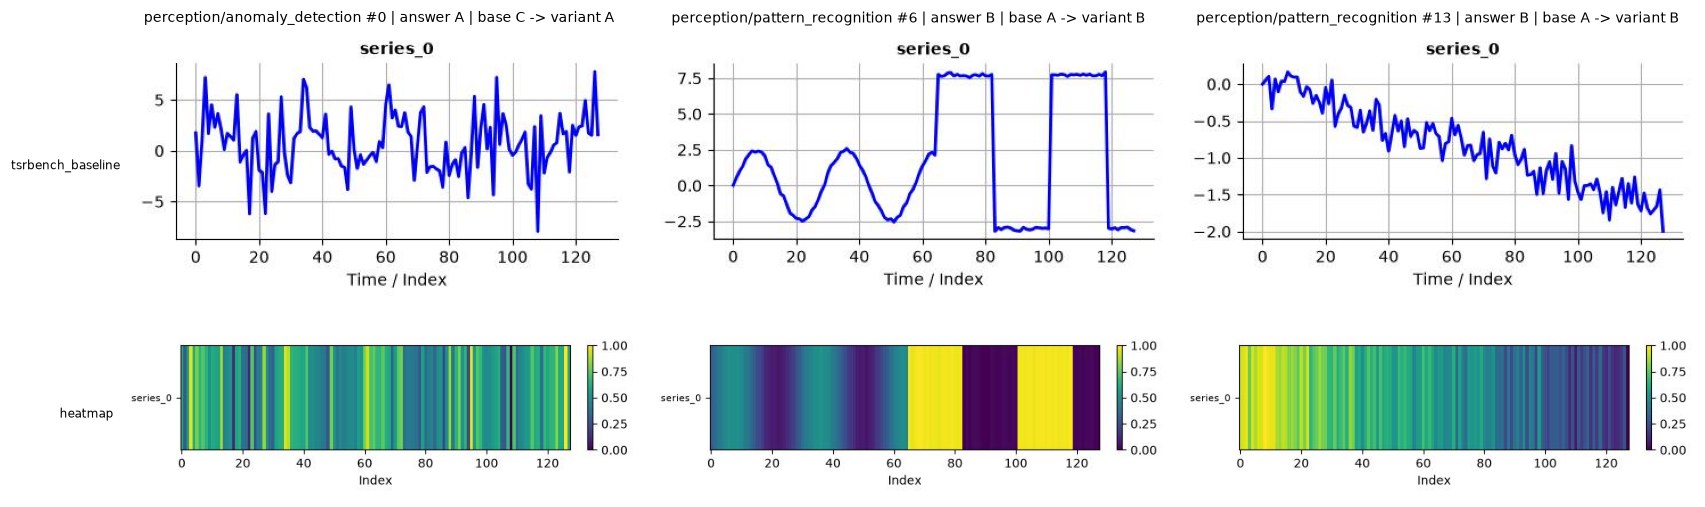 perception/anomaly_detection #0 | answer A | base C -> variant A
perception/pattern_recognition #6 | answer B | base A -> variant B
perception/pattern_recognition #13 | answer B | base A -> variant B
tsrbench_baseline
series_0
5
0
−5
0 20 40 60 80 100 120
Time / Index
series_0
7.5
5.0
2.5
0.0
−2.5
0 20 40 60 80 100 120
Time / Index
series_0
0.0
−0.5
−1.0
−1.5
−2.0
0 20 40 60 80 100 120
Time / Index
heatmap
series_0
0 20 40 60 80 100 120
Index
1.00
0.75
0.50
0.25
0.00
series_0
0 20 40 60 80 100 120
Index
1.00
0.75
0.50
0.25
0.00
series_0
0 20 40 60 80 100 120
Index
1.00
0.75
0.50
0.25
0.00